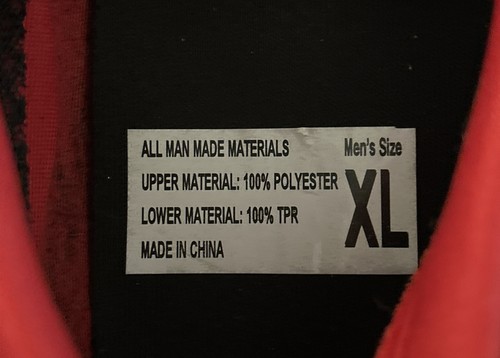 ALL MAN MADE MATERIALS
Men's Size
UPPER MATERIAL: 100% POLYESTER
XL
LOWER MATERIAL: 100% TPR
MADE IN CHINA